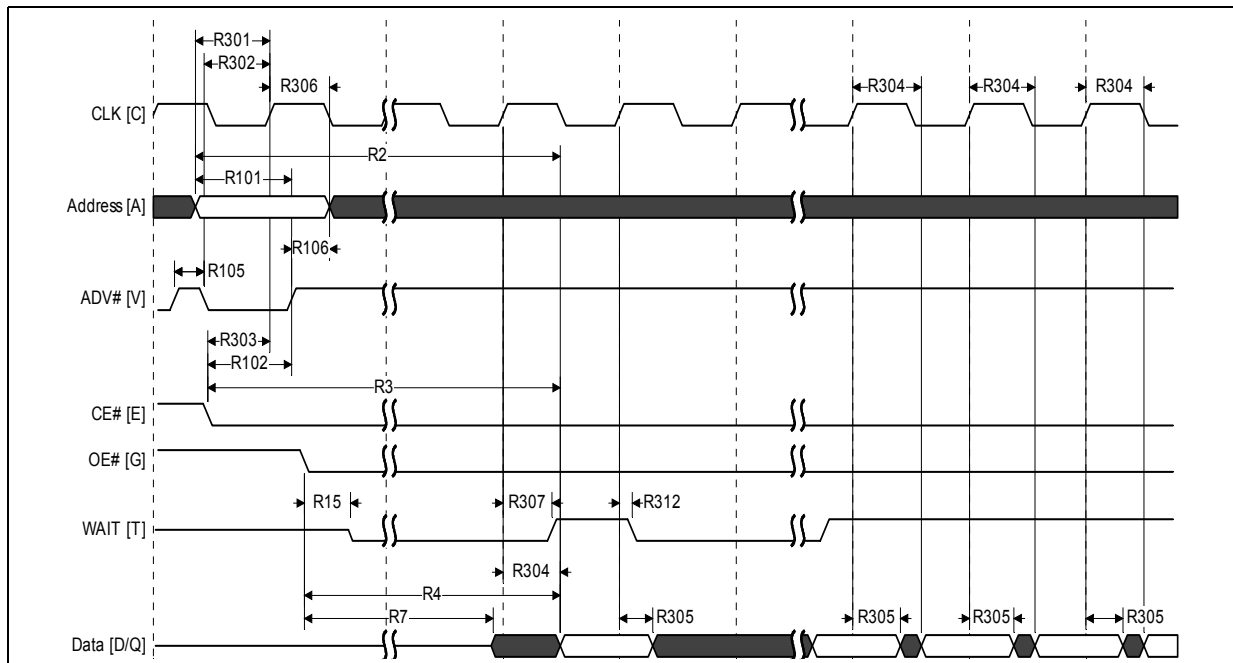 R301
R302
R306
R304
R304
R304
CLK [C]
R2
R101
Address [A]
R106
R105
ADV# [V]
R303
R102
R3
CE# [E]
OE# [G]
R15
R307
R312
WAIT [T]
R304
R4
R7
R305
R305
R305
R305
Data [D/Q]